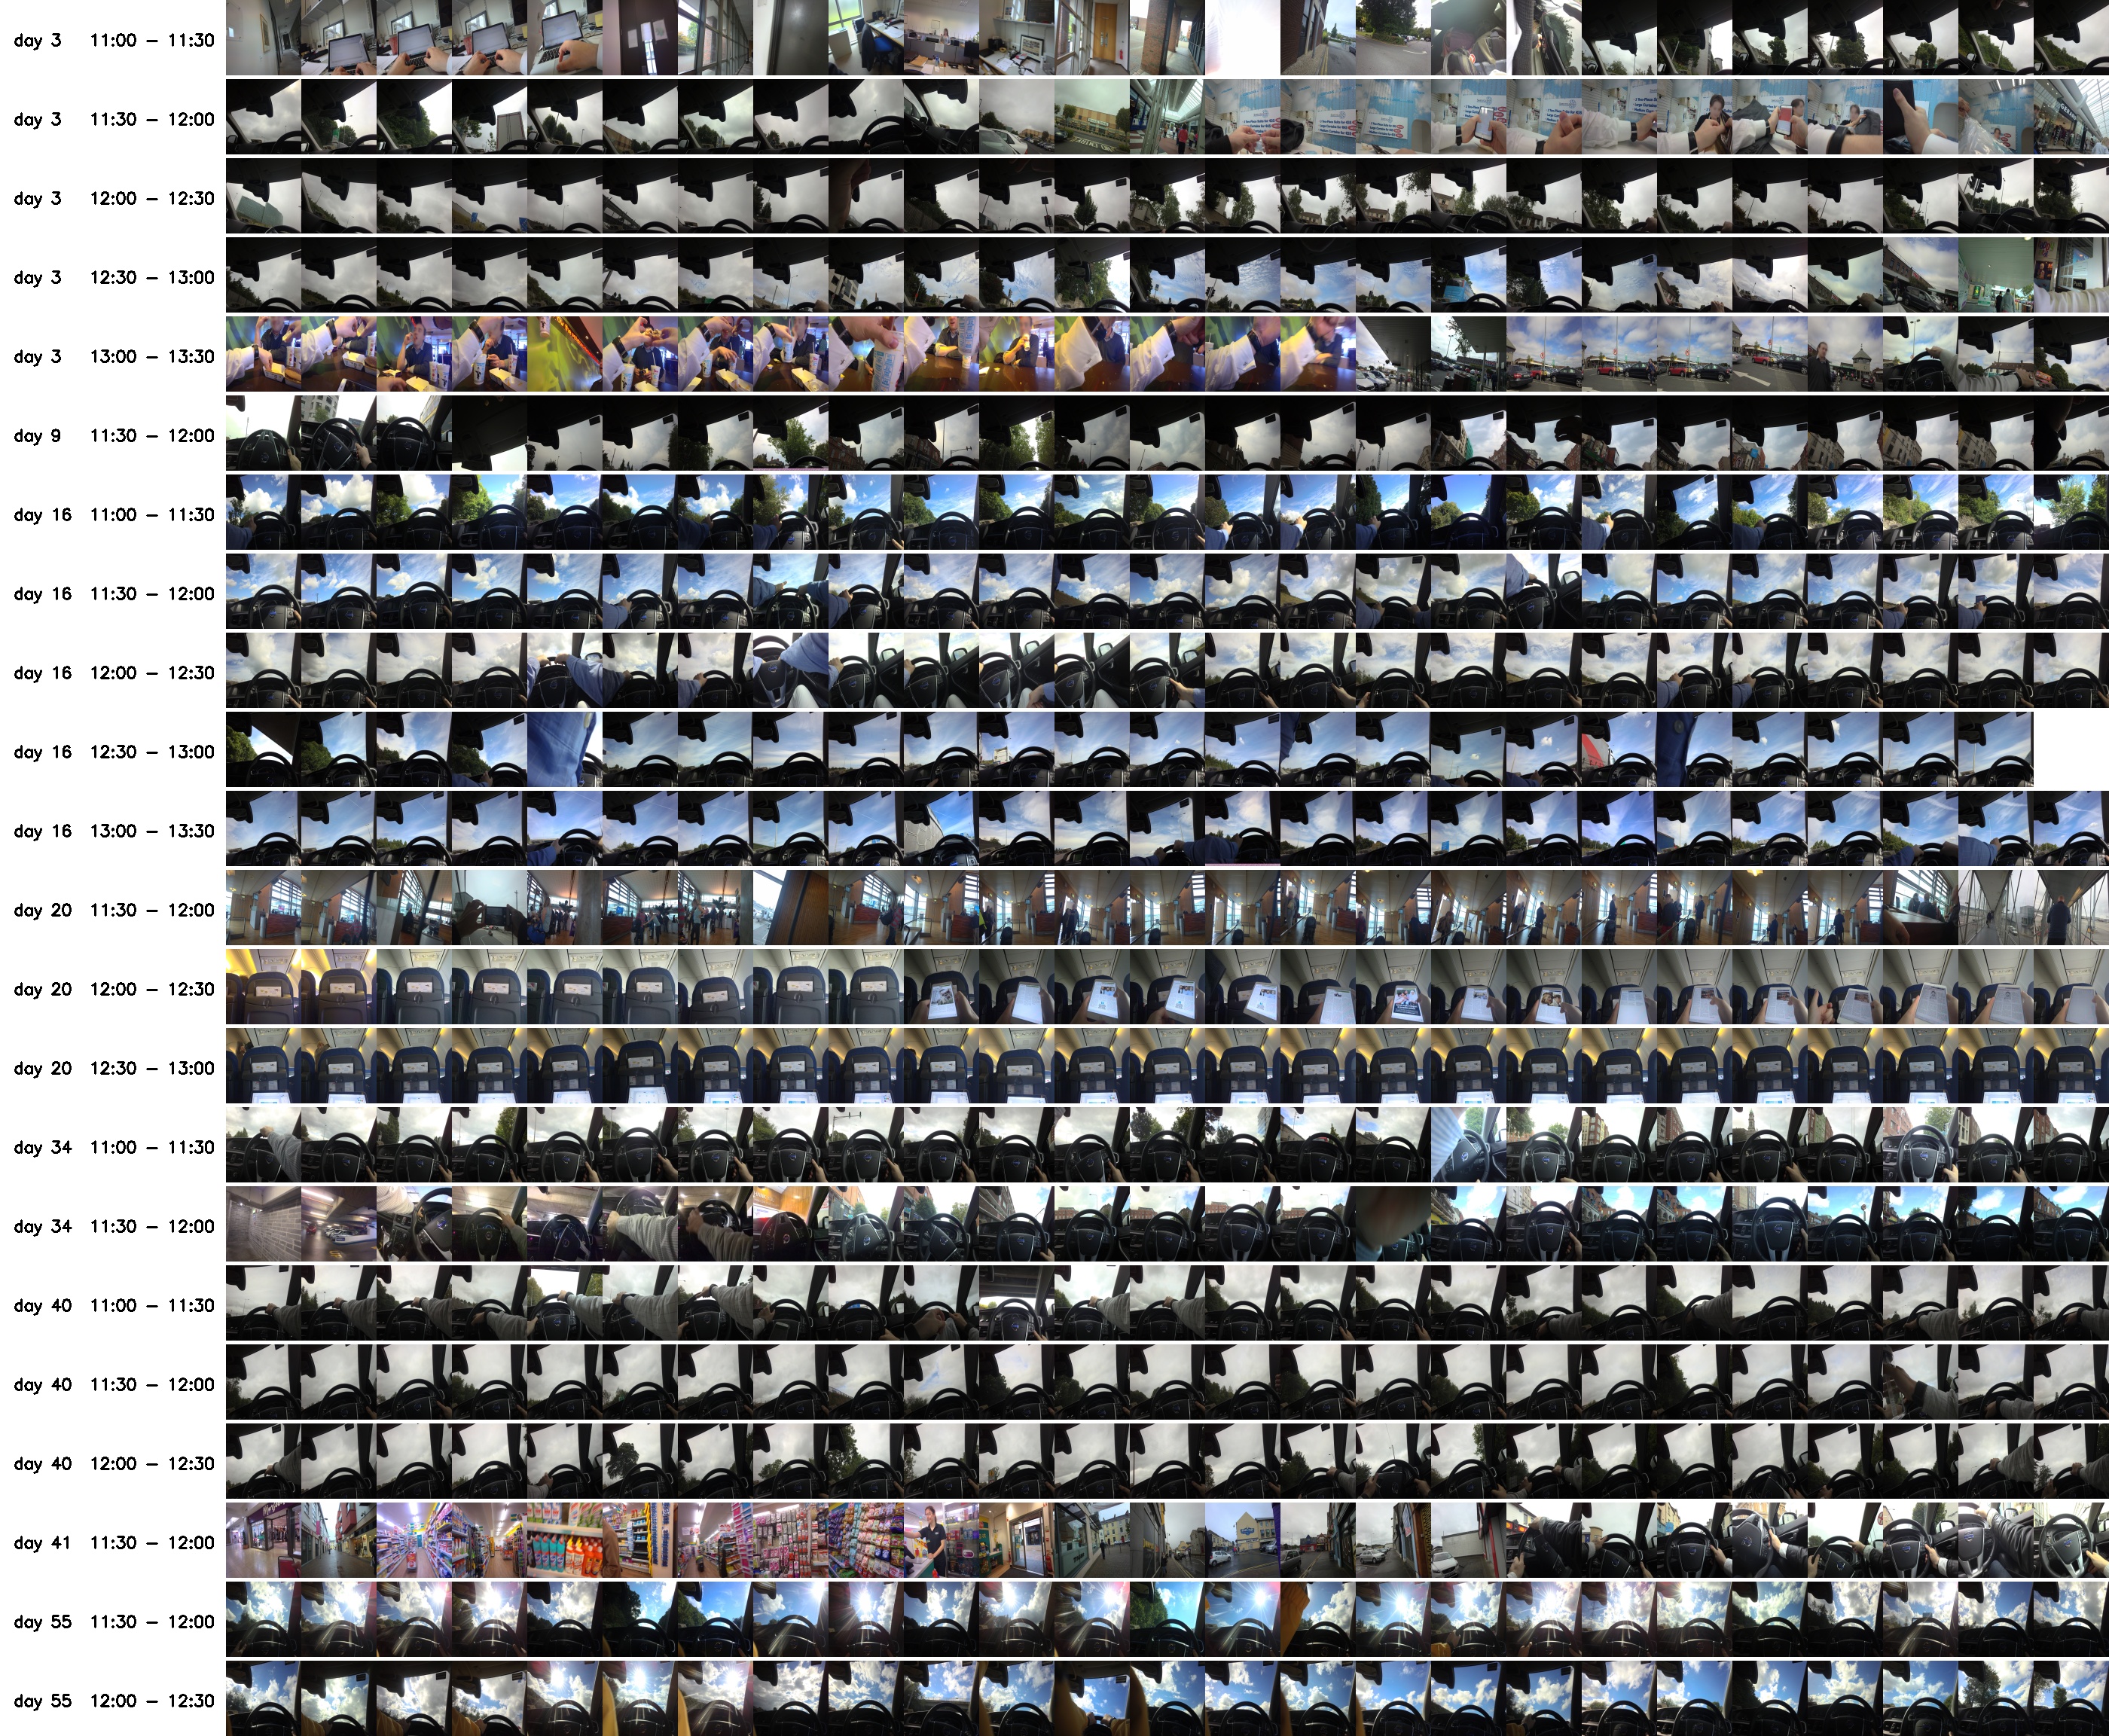 day 3 11:00 - 11:30
day 3 11:30 - 12:00
day 3 12:00 - 12:30
day 3 12:30 - 13:00
day 3 13:00 - 13:30
day 9 11:30 - 12:00
day 16 11:00 - 11:30
day 16 11:30 - 12:00
day 16 12:00 - 12:30
day 16 12:30 - 13:00
day 16 13:00 - 13:30
day 20 11:30 - 12:00
day 20 12:00 - 12:30
day 20 12:30 - 13:00
day 34 11:00 - 11:30
day 34 11:30 - 12:00
day 40 11:00 - 11:30
day 40 11:30 - 12:00
day 40 12:00 - 12:30
day 41 11:30 - 12:00
day 55 11:30 - 12:00
day 55 12:00 - 12:30